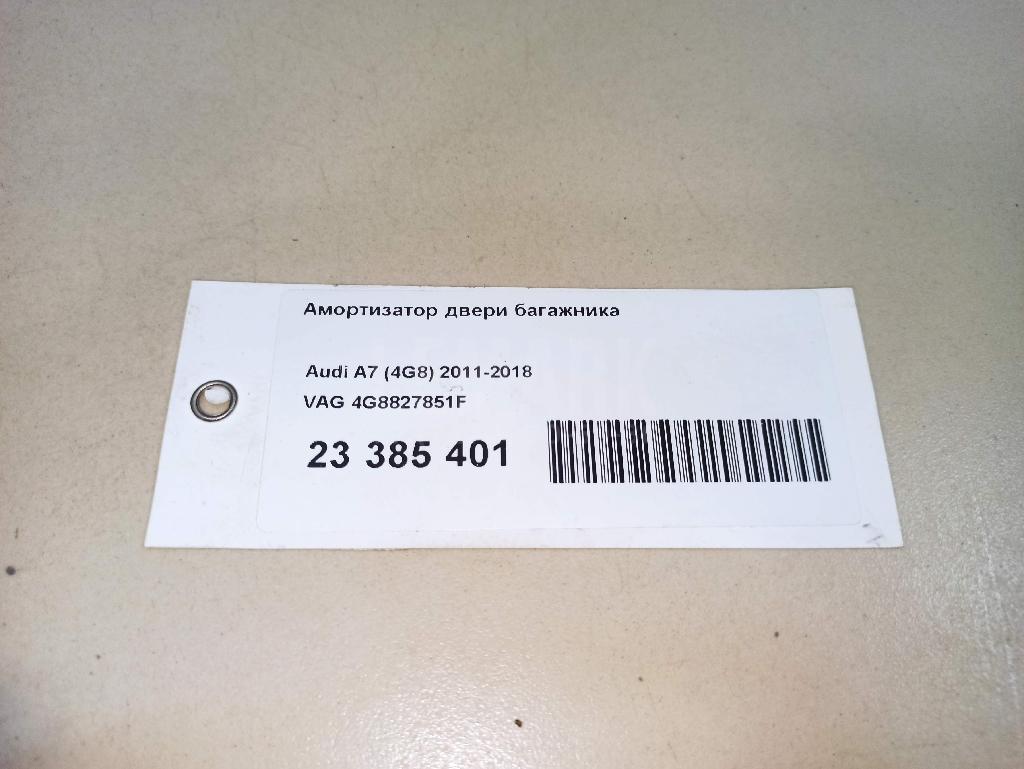 Амортизатор двери багажника
Audi A7 (4G8) 2011-2018
VAG 4G8827851F
23 385 401